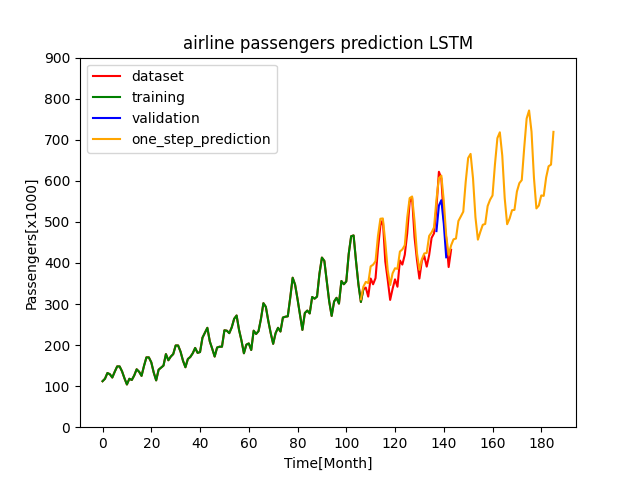 airline passengers prediction LSTM
dataset
training
validation
one_step_prediction
900
800
700
600
500
400
300
200
100
0
Passengers[x1000]
0 20 40 60 80 100 120 140 160 180
Time[Month]